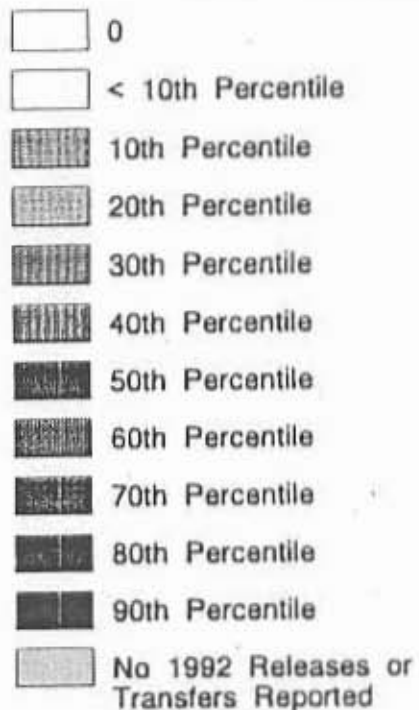 0
< 10th Percentile
10th Percentile
20th Percentile
30th Percentile
40th Percentile
50th Percentile
60th Percentile
70th Percentile
80th Percentile
90th Percentile
No 1992 Releases or
Transfers Reported